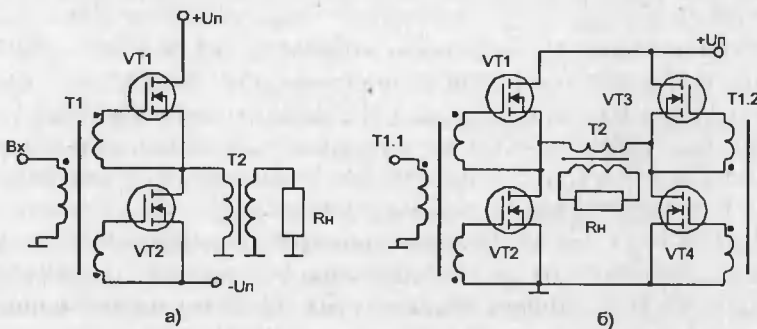 +Uп
VT1
T1
Вх
T2
Rн
VT2
-Uп
а)
+Uп
VT1
VT3
T1.2
T1.1
T2
Rн
VT2
VT4
б)